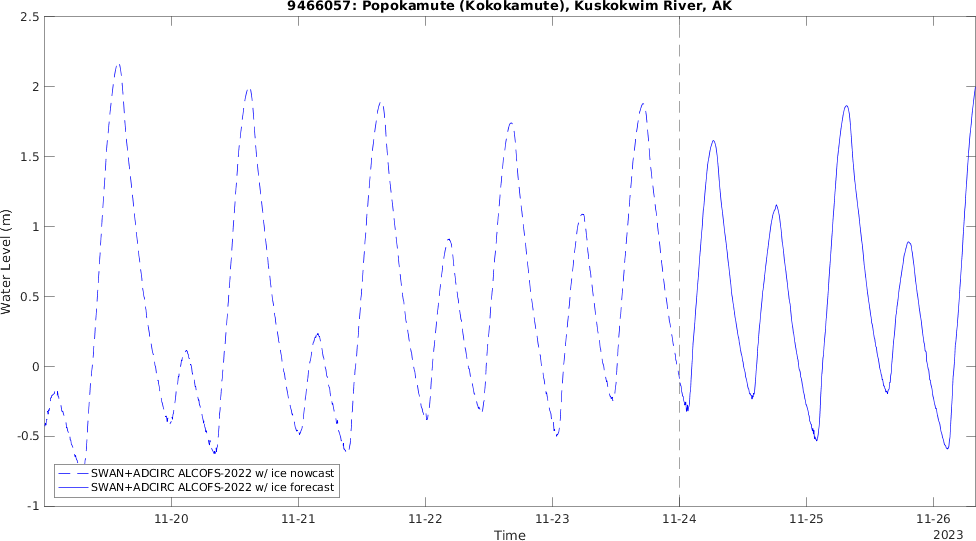 9466057: Popokamute (Kokokamute), Kuskokwim River, AK
2.5
2
1.5
1
0.5
0
-0.5
-1
Water Level (m)
SWAN+ADCIRC ALCOFS-2022 w/ ice nowcast
SWAN+ADCIRC ALCOFS-2022 w/ ice forecast
11-20 11-21 11-22 11-23 11-24 11-25 11-26
Time
2023